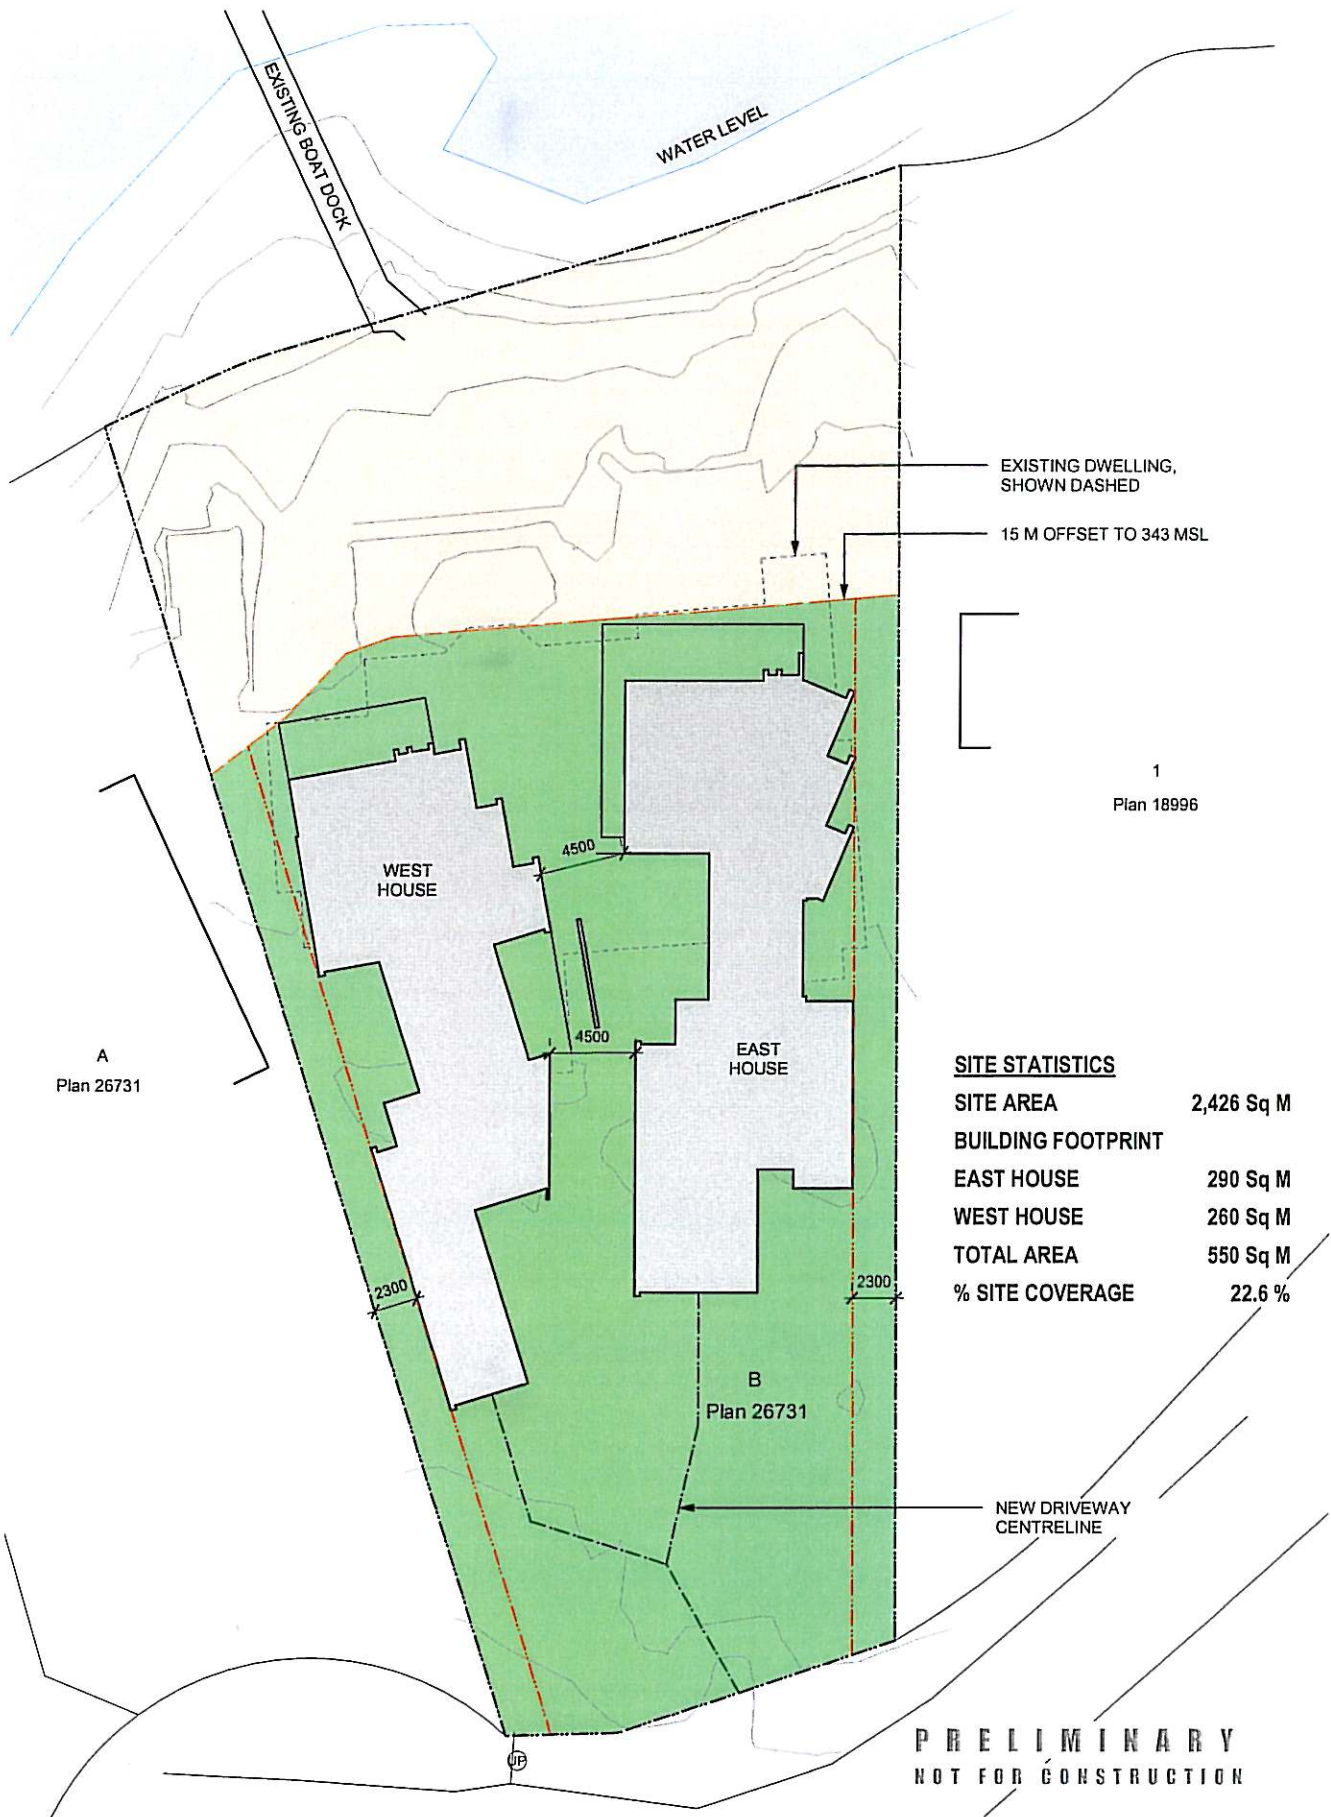 EXISTING BOAT DOCK
WATER LEVEL
EXISTING DWELLING,
SHOWN DASHED
15 M OFFSET TO 343 MSL
1
Plan 18996
WEST
HOUSE
4500
4500
EAST
HOUSE
A
Plan 26731
SITE STATISTICS
SITE AREA 2,426 Sq M
BUILDING FOOTPRINT
EAST HOUSE 290 Sq M
WEST HOUSE 260 Sq M
TOTAL AREA 550 Sq M
% SITE COVERAGE 22.6 %
2300
2300
B
Plan 26731
NEW DRIVEWAY
CENTRELINE
UP
PRELIMINARY
NOT FOR CONSTRUCTION